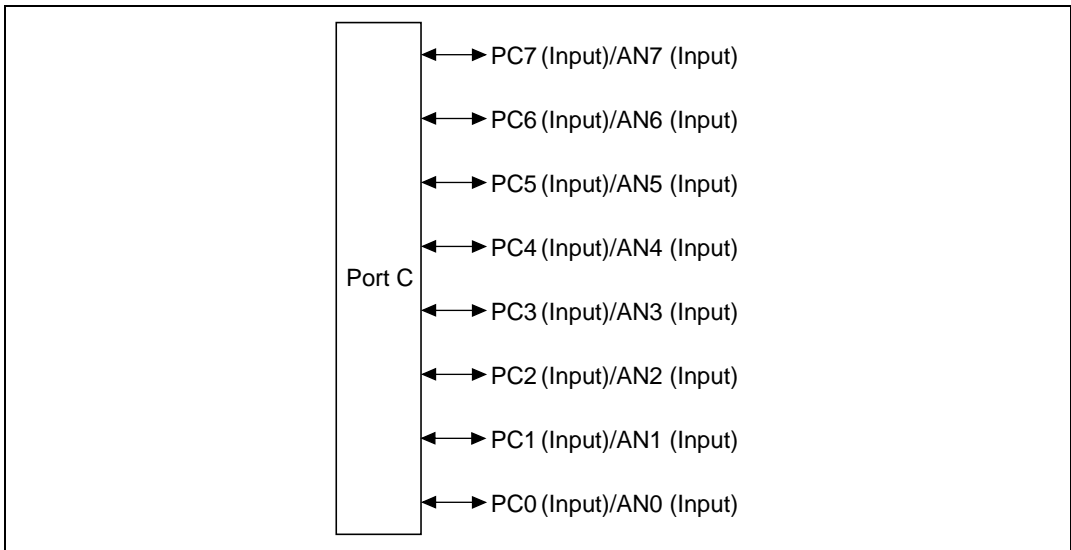 PC7 (Input)/AN7 (Input)
PC6 (Input)/AN6 (Input)
PC5 (Input)/AN5 (Input)
PC4 (Input)/AN4 (Input)
Port C
PC3 (Input)/AN3 (Input)
PC2 (Input)/AN2 (Input)
PC1 (Input)/AN1 (Input)
PC0 (Input)/AN0 (Input)